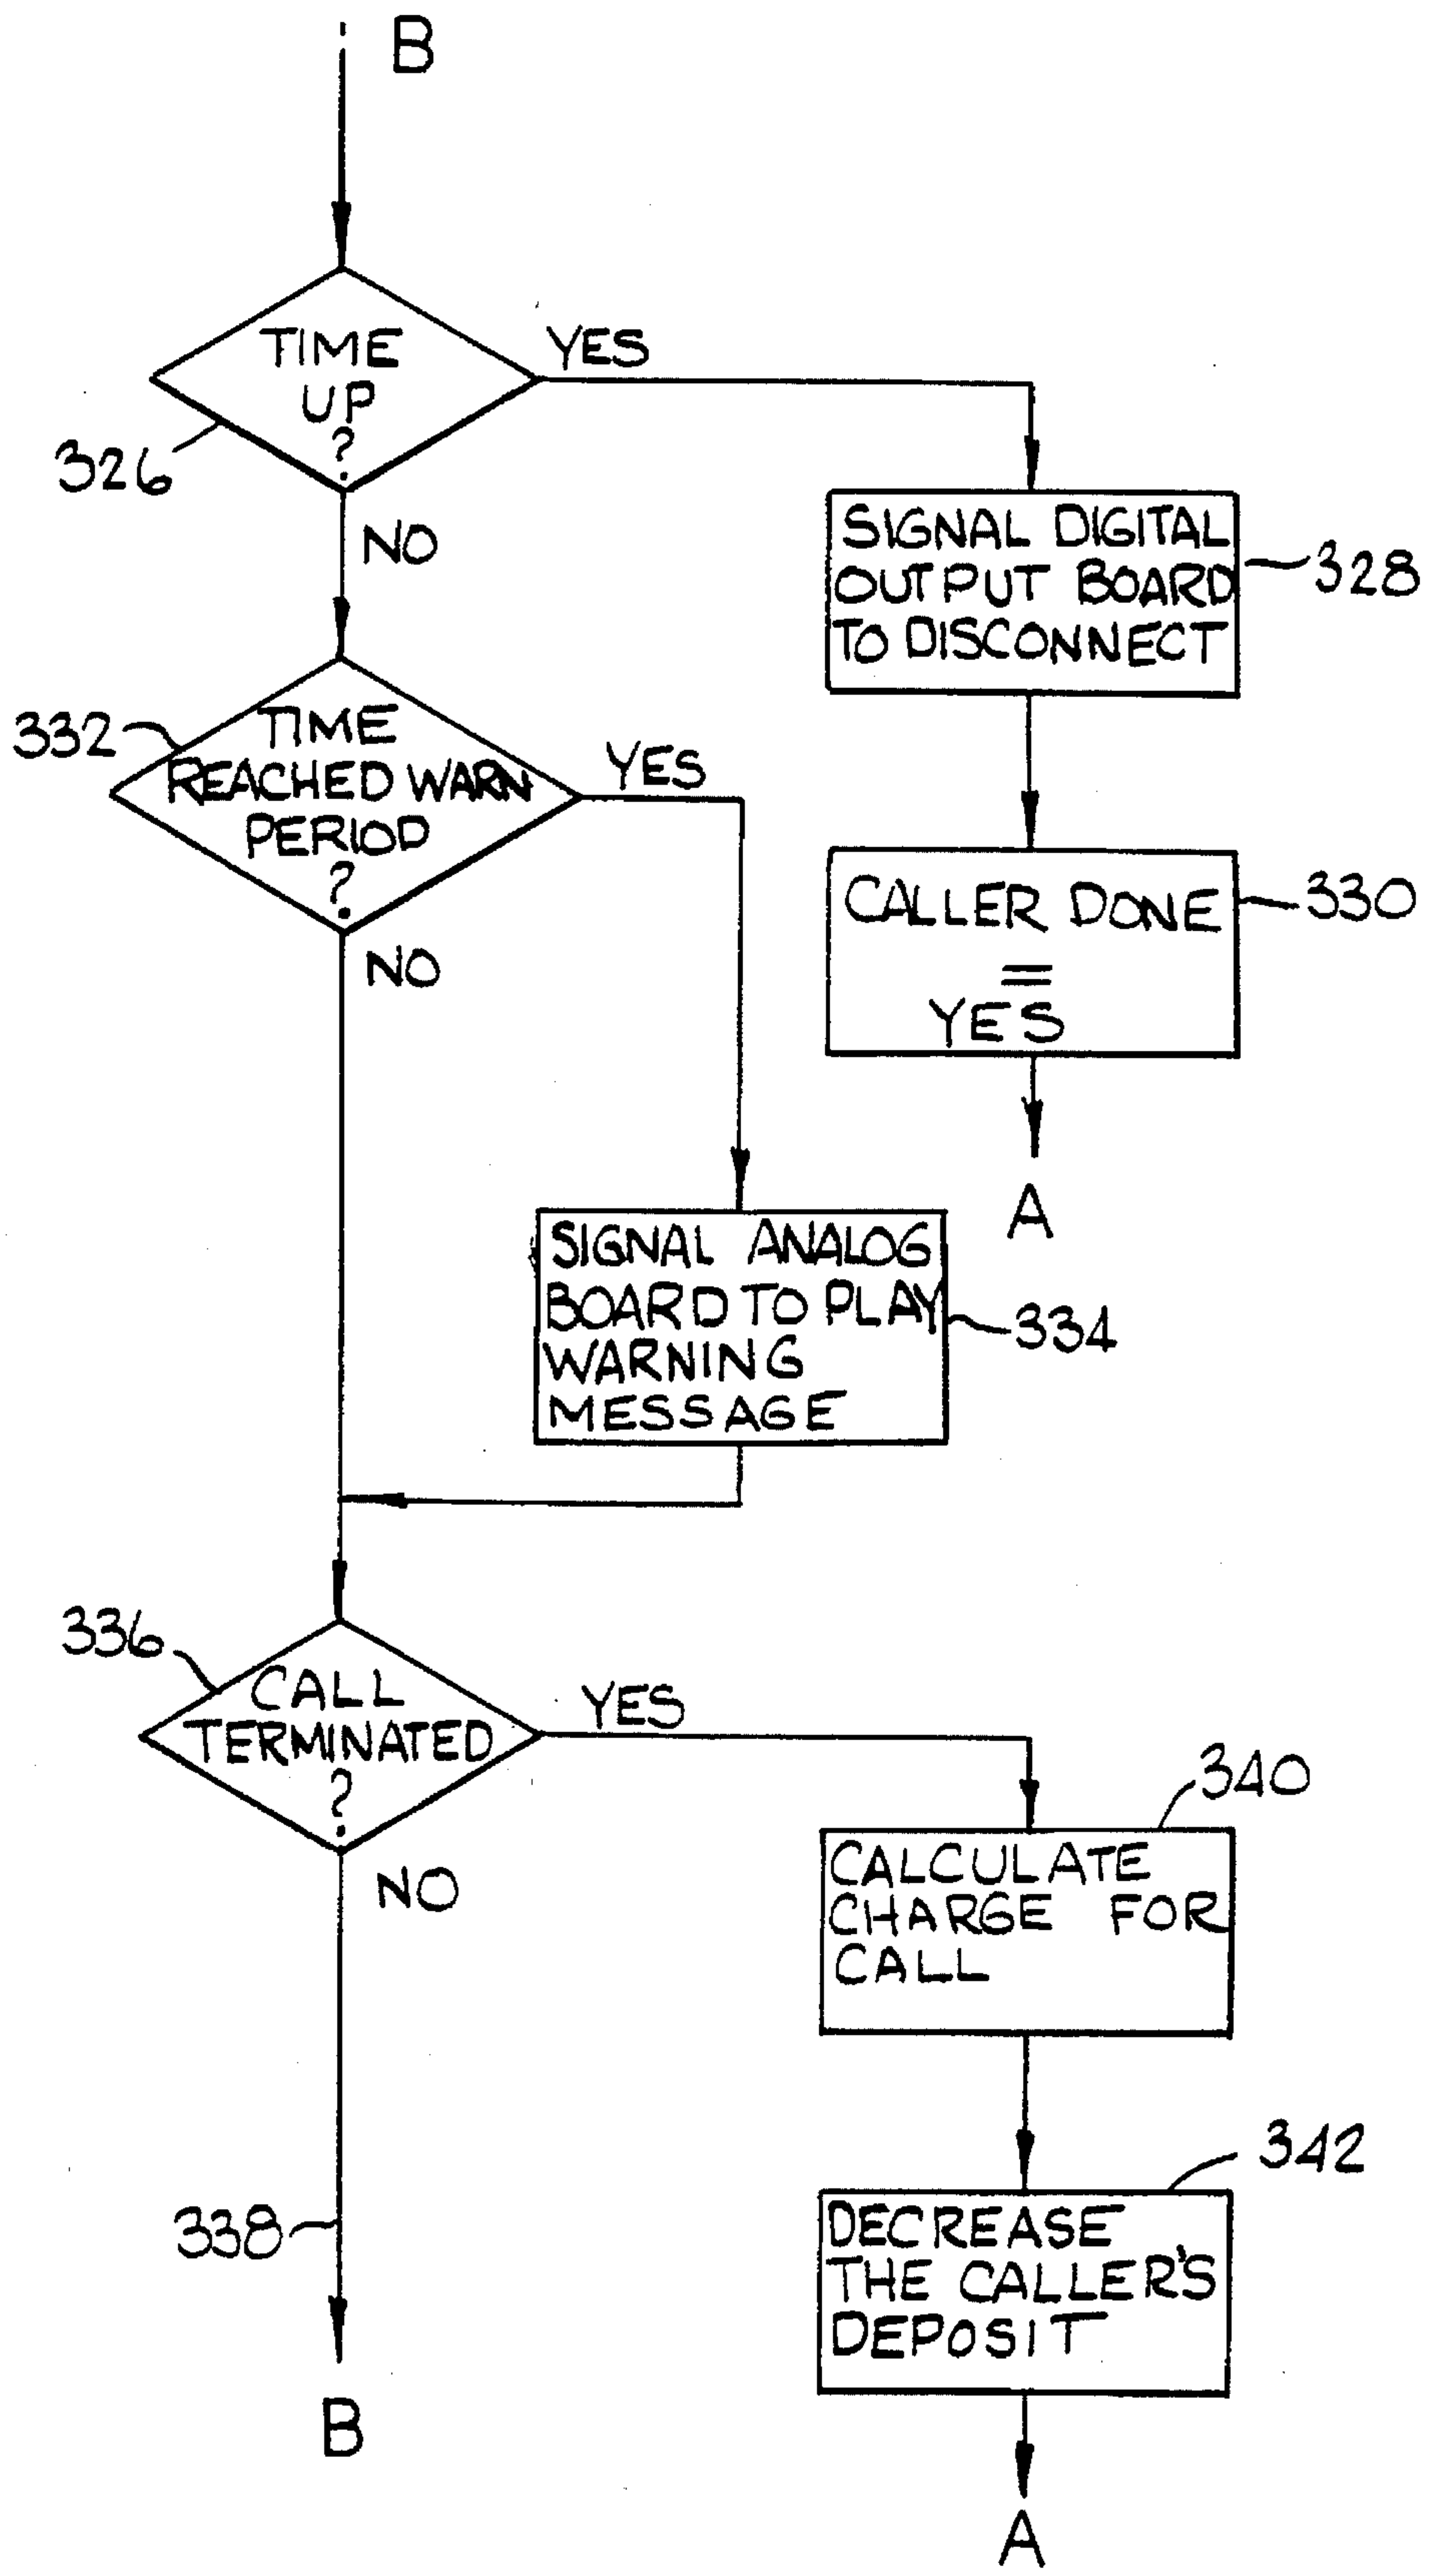 B
TIME
UP
?
YES
326
NO
SIGNAL DIGITAL
OUTPUT BOARD
TO DISCONNECT
328
332
TIME
REACHED WARN
PERIOD
?
YES
NO
CALLER DONE
=
YES
330
A
SIGNAL ANALOG
BOARD TO PLAY
WARNING
MESSAGE
334
336
CALL
TERMINATED
?
YES
NO
340
CALCULATE
CHARGE FOR
CALL
338
342
DECREASE
THE CALLER'S
DEPOSIT
B
A